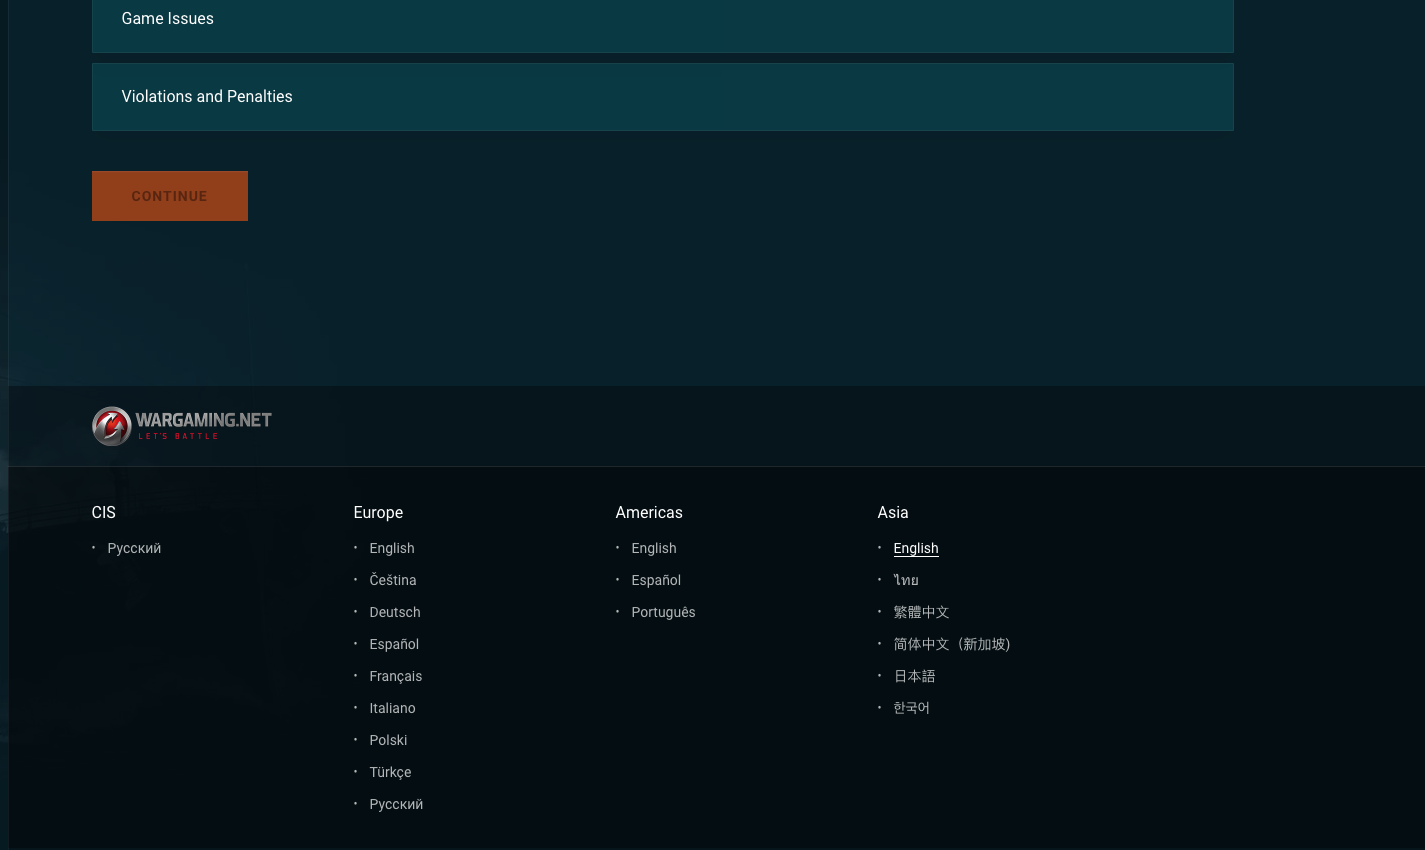 Game Issues
Violations and Penalties
CONTINUE
WARGAMING.NET
LET'S BATTLE
CIS
Русский
Europe
English
Čeština
Deutsch
Español
Français
Italiano
Polski
Türkçe
Русский
Americas
English
Español
Português
Asia
English
ไทย
繁體中文
简体中文（新加坡)
日本語
한국어